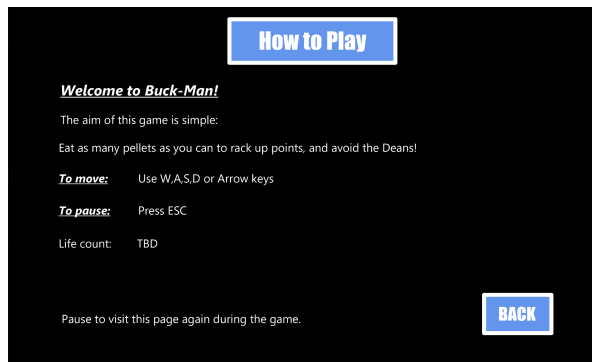 How to Play
Welcome to Buck-Man!
The aim of this game is simple:
Eat as many pellets as you can to rack up points, and avoid the Deans!
To move: Use W,A,S,D or Arrow keys
To pause: Press ESC
Life count: TBD
Pause to visit this page again during the game.
BACK